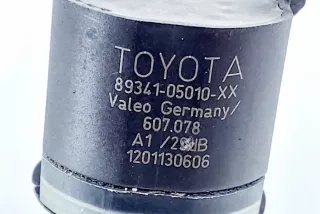 TOYOTA
89341-05010-XX
Valeo Germany/
607.078
A1
1201130606